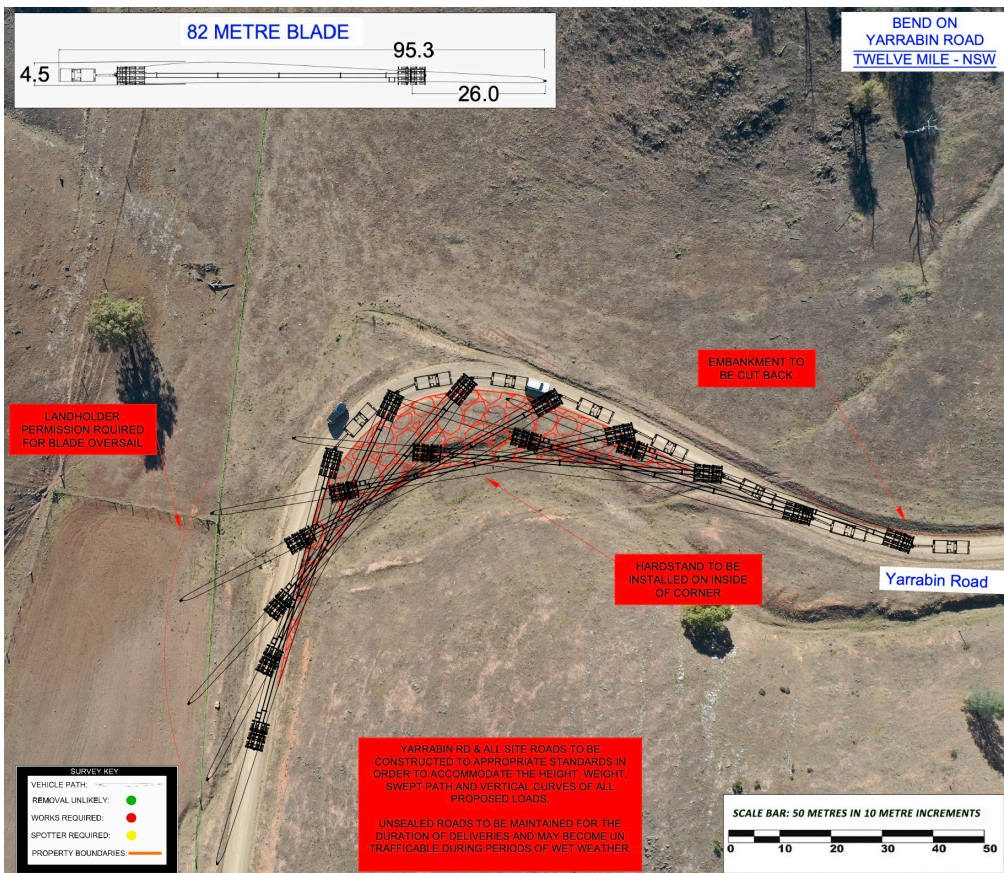 82 METRE BLADE
95.3
4.5
26.0
BEND ON
YARRABIN ROAD
TWELVE MILE - NSW
EMBANKMENT TO
BE CUT BACK
LANDHOLDER
PERMISSION RQUIRED
FOR BLADE OVERSAIL
HARDSTAND TO BE
INSTALLED ON INSIDE
OF CORNER
Yarrabin Road
YARRABIN RD & ALL SITE ROADS TO BE
CONSTRUCTED TO APPROPRIATE STANDARDS IN
ORDER TO ACCOMMODATE THE HEIGHT, WEIGHT,
SWEPT PATH AND VERTICAL CURVES OF ALL
PROPOSED LOADS.
UNSEALED ROADS TO BE MAINTAINED FOR THE
DURATION OF DELIVERIES AND MAY BECOME UN-
TRAFFICABLE DURING PERIODS OF WET WEATHER.
SURVEY KEY
VEHICLE PATH:
REMOVAL UNLIKELY:
WORKS REQUIRED:
SPOTTER REQUIRED:
PROPERTY BOUNDARIES:
SCALE BAR: 50 METRES IN 10 METRE INCREMENTS
0 10 20 30 40 50